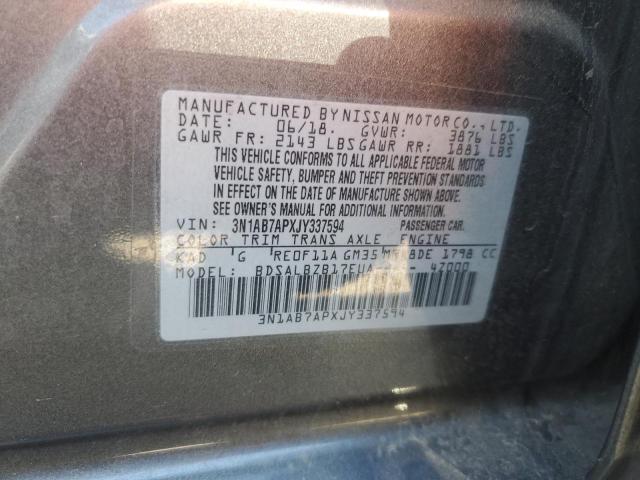 MANUFACTURED BY NISSAN MOTOR CO., LTD.
DATE: 06/18. GVWR: 3876 LBS
GAWR FR: 2143 LBS GAWR RR: 1881 LBS
THIS VEHICLE CONFORMS TO ALL APPLICABLE FEDERAL MOTOR
VEHICLE SAFETY, BUMPER AND THEFT PREVENTION STANDARDS
IN EFFECT ON THE DATE OF MANUFACTURE SHOWN ABOVE.
SEE OWNER'S MANUAL FOR ADDITIONAL INFORMATION.
VIN: 3N1AB7APXJY337594 PASSENGER CAR.
COLOR TRIM TRANS AXLE ENGINE
KAD G RE0F11A GM35 1798 CC
4Z000
3N1AB7APXJY337594